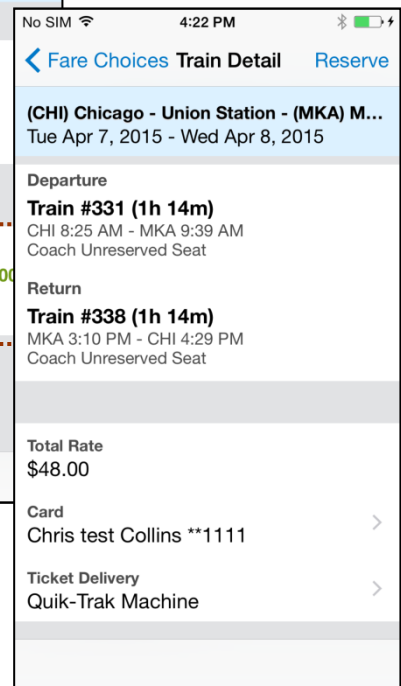 No SIM 4:22 PM
Fare Choices Train Detail Reserve
(CHI) Chicago - Union Station - (MKA) M...
Tue Apr 7, 2015 - Wed Apr 8, 2015
Departure
Train #331 (1h 14m)
CHI 8:25 AM - MKA 9:39 AM
Coach Unreserved Seat
Return
Train #338 (1h 14m)
MKA 3:10 PM - CHI 4:29 PM
Coach Unreserved Seat
Total Rate
$48.00
Card
Chris test Collins **1111
Ticket Delivery
Quik-Trak Machine